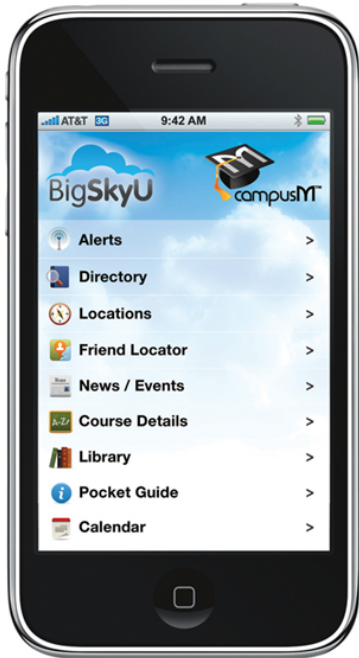 AT&T 3G 9:42 AM
BigSkyU campusM™
Alerts >
Directory >
Locations >
Friend Locator >
News / Events >
Course Details >
Library >
Pocket Guide >
Calendar >